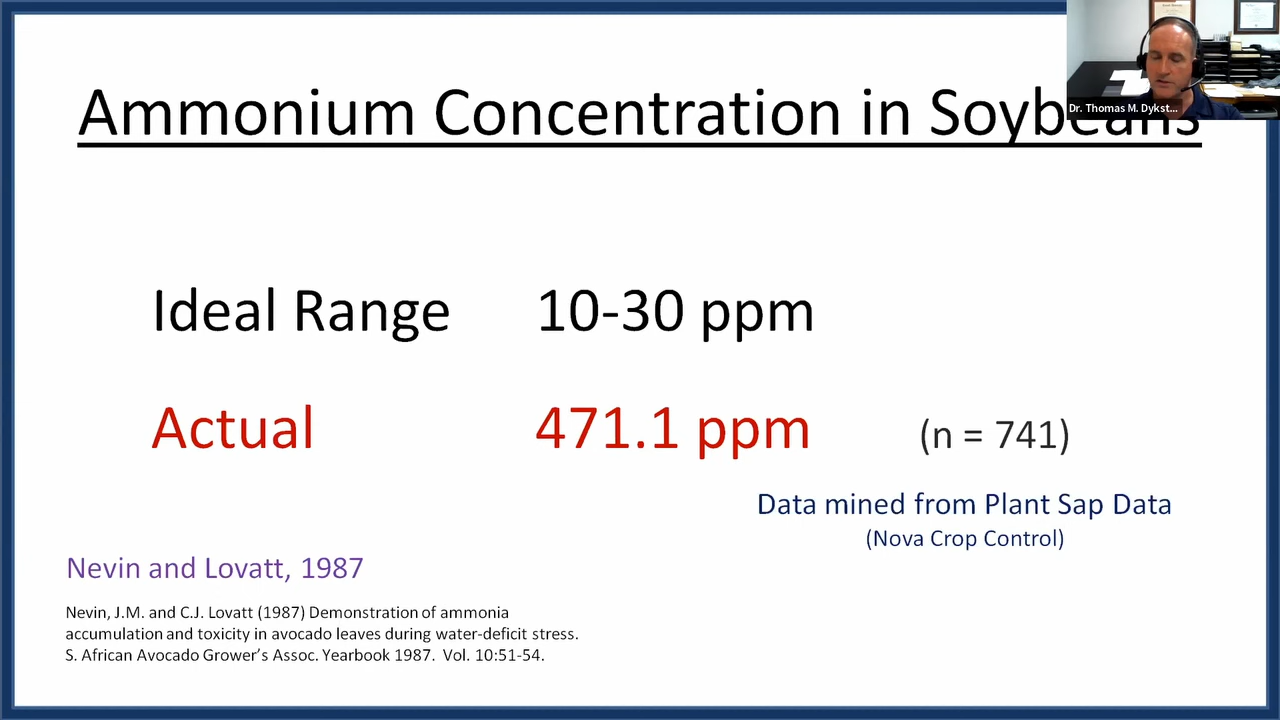 Dr. Thomas M. Dykst...
Ammonium Concentration in Soybeans
Ideal Range 10-30 ppm
Actual 471.1 ppm (n = 741)
Data mined from Plant Sap Data
(Nova Crop Control)
Nevin and Lovatt, 1987
Nevin, J.M. and C.J. Lovatt (1987) Demonstration of ammonia
accumulation and toxicity in avocado leaves during water-deficit stress.
S. African Avocado Grower’s Assoc. Yearbook 1987. Vol. 10:51-54.